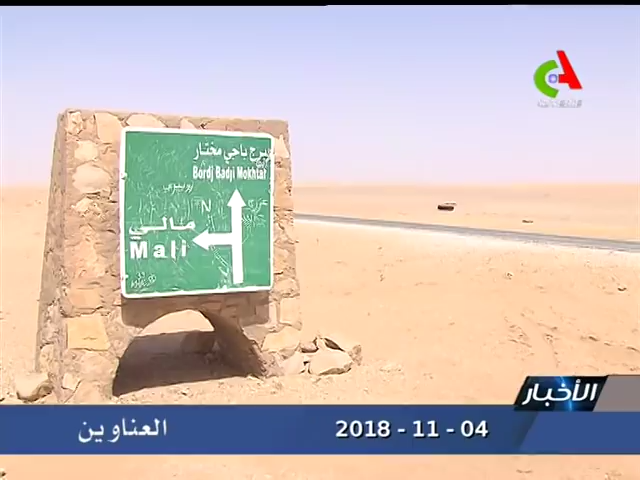 برج باجي مختار
Bordj Badji Mokhtar
N
مالي
Mali
الأخبار
العناوين
2018 - 11 - 04